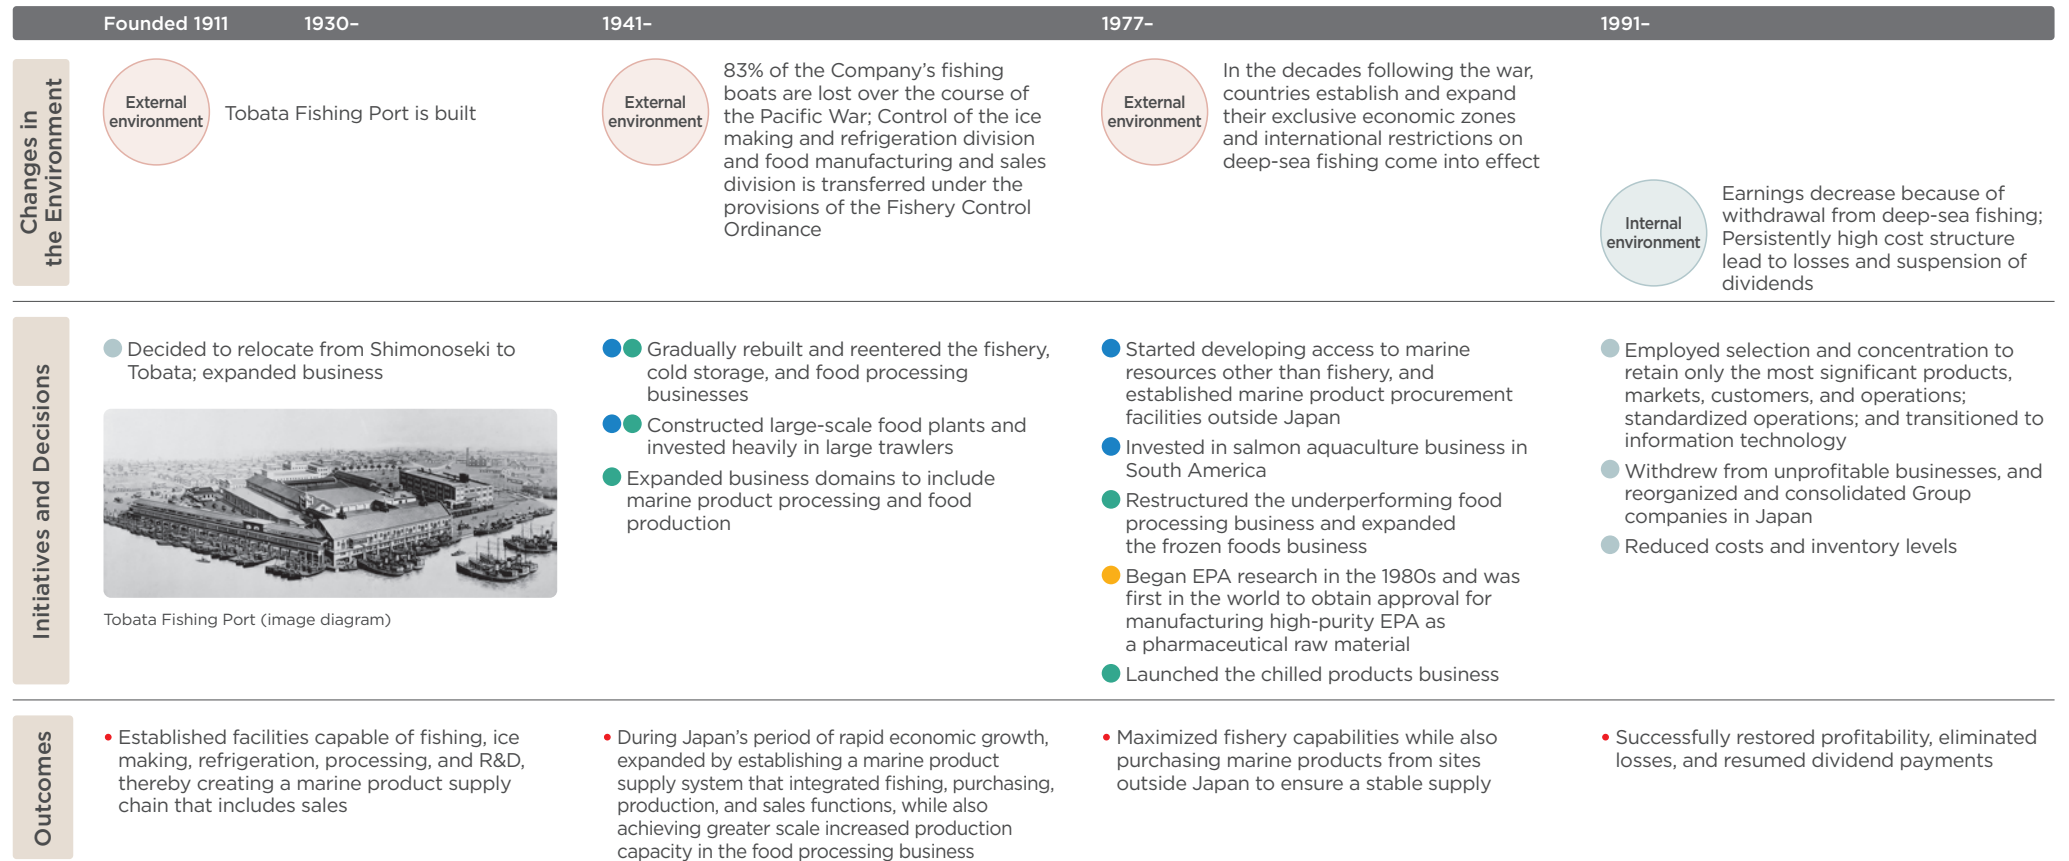 Founded 1911
1930–
1941–
1977–
1991–
Changes in
the Environment
External
environment
Tobata Fishing Port is built
External
environment
83% of the Company’s fishing
boats are lost over the course of
the Pacific War; Control of the ice
making and refrigeration division
and food manufacturing and sales
division is transferred under the
provisions of the Fishery Control
Ordinance
External
environment
In the decades following the war,
countries establish and expand
their exclusive economic zones
and international restrictions on
deep-sea fishing come into effect
Internal
environment
Earnings decrease because of
withdrawal from deep-sea fishing;
Persistently high cost structure
lead to losses and suspension of
dividends
Initiatives and Decisions
Decided to relocate from Shimonoseki to
Tobata; expanded business
Tobata Fishing Port (image diagram)
Gradually rebuilt and reentered the fishery,
cold storage, and food processing
businesses
Constructed large-scale food plants and
invested heavily in large trawlers
Expanded business domains to include
marine product processing and food
production
Started developing access to marine
resources other than fishery, and
established marine product procurement
facilities outside Japan
Invested in salmon aquaculture business in
South America
Restructured the underperforming food
processing business and expanded
the frozen foods business
Began EPA research in the 1980s and was
first in the world to obtain approval for
manufacturing high-purity EPA as
a pharmaceutical raw material
Launched the chilled products business
Employed selection and concentration to
retain only the most significant products,
markets, customers, and operations;
standardized operations; and transitioned to
information technology
Withdrew from unprofitable businesses, and
reorganized and consolidated Group
companies in Japan
Reduced costs and inventory levels
Outcomes
• Established facilities capable of fishing, ice
making, refrigeration, processing, and R&D,
thereby creating a marine product supply
chain that includes sales
• During Japan’s period of rapid economic growth,
expanded by establishing a marine product
supply system that integrated fishing, purchasing,
production, and sales functions, while also
achieving greater scale increased production
capacity in the food processing business
• Maximized fishery capabilities while also
purchasing marine products from sites
outside Japan to ensure a stable supply
• Successfully restored profitability, eliminated
losses, and resumed dividend payments